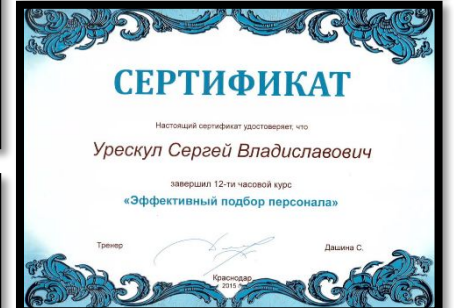 СЕРТИФИКАТ
Настоящий сертификат удостоверяет, что
Урескул Сергей Владиславович
завершил 12-ти часовой курс
«Эффективный подбор персонала»
Тренер Дашина С.
Краснодар
2015 г.